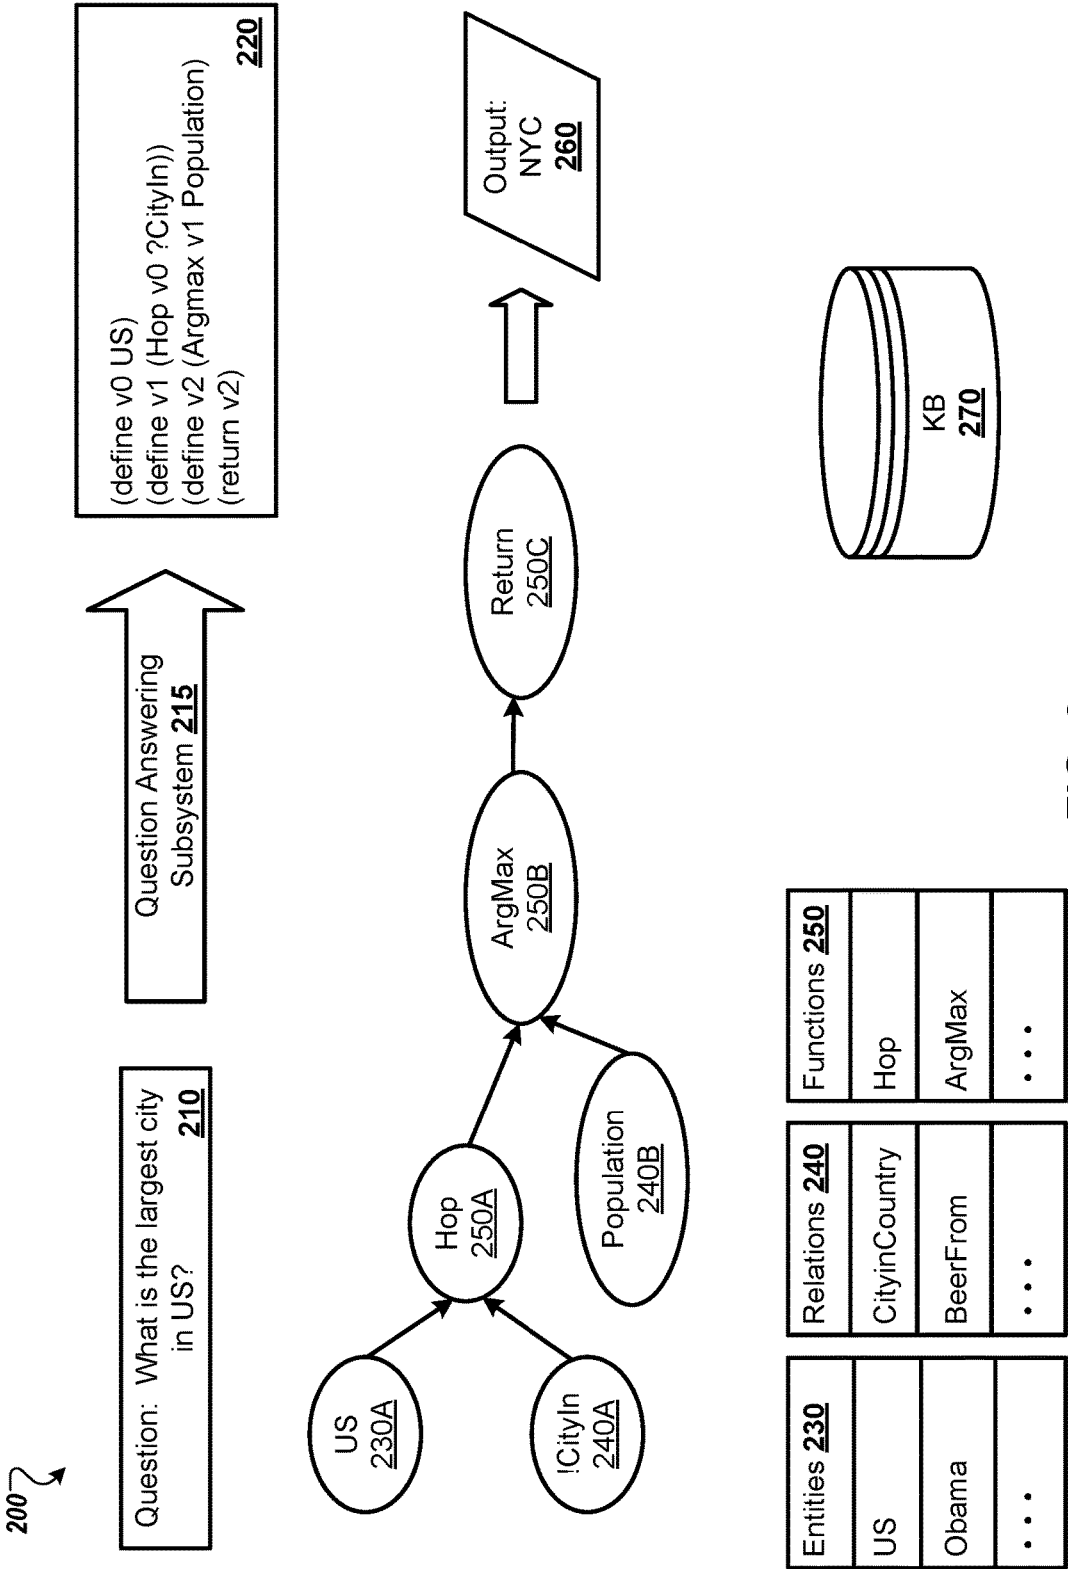 200
Question: What is the largest city
in US?
210
Question Answering
Subsystem 215
(define v0 US)
(define v1 (Hop v0 ?CityIn))
(define v2 (Argmax v1 Population)
(return v2)
220
US
230A
!CityIn
240A
Hop
250A
Population
240B
ArgMax
250B
Return
250C
Output:
NYC
260
Entities 230
US
Obama
. . .
Relations 240
CityinCountry
BeerFrom
. . .
Functions 250
Hop
ArgMax
. . .
KB
270